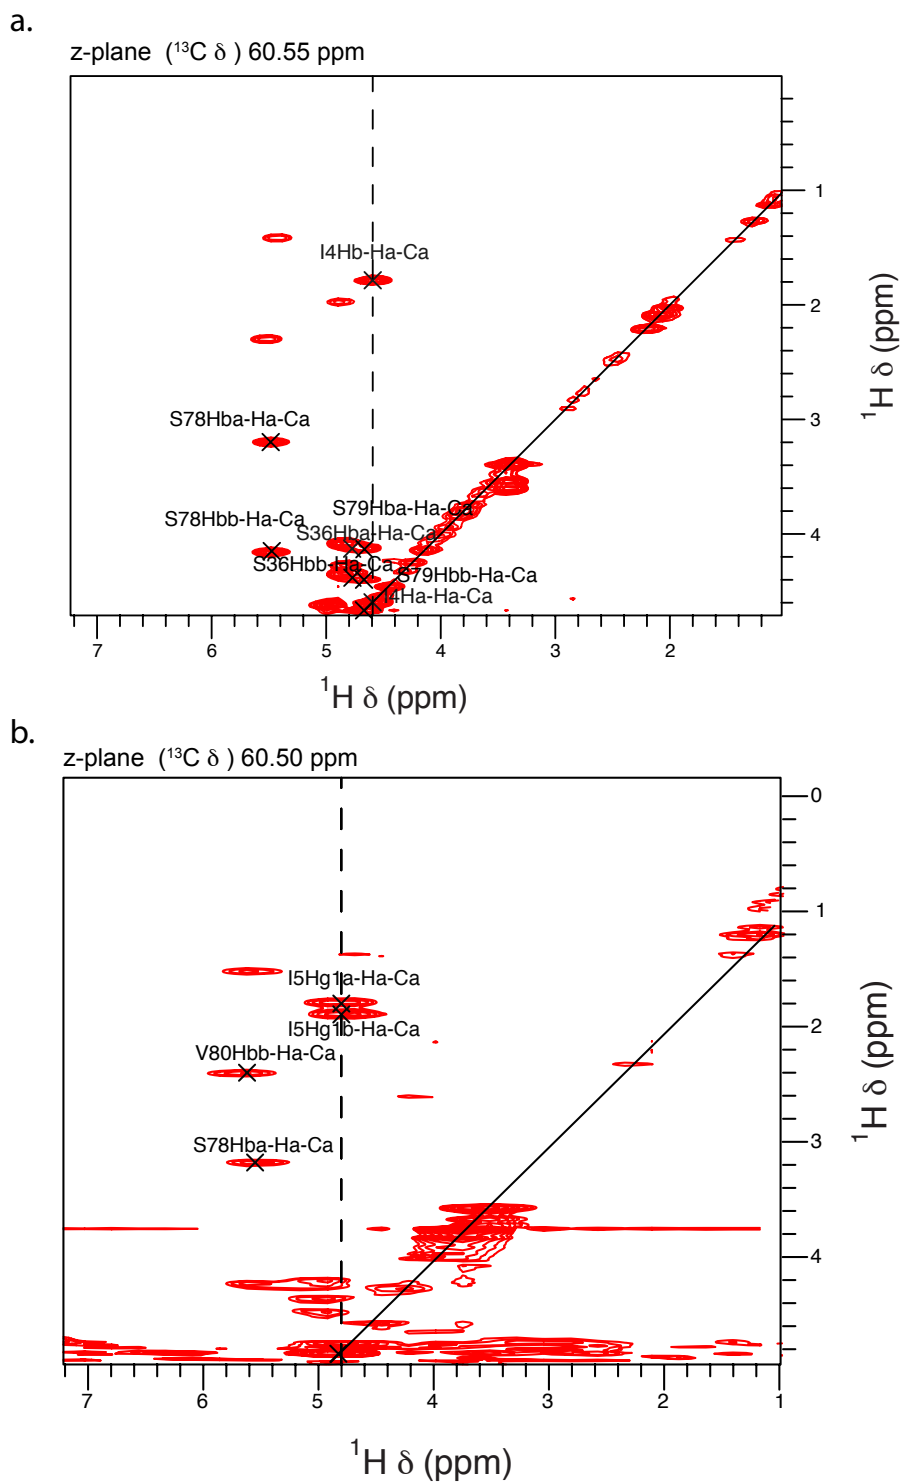 a.
z-plane (¹³C δ ) 60.55 ppm
I4Hb-Ha-Ca
S78Hba-Ha-Ca
S78Hbb-Ha-Ca
S79Hba-Ha-Ca
S36Hba-Ha-Ca
S36Hbb-Ha-Ca
S79Hbb-Ha-Ca
I4Ha-Ha-Ca
1
2
3
4
¹H δ (ppm)
7 6 5 4 3 2
¹H δ (ppm)
b.
z-plane (¹³C δ ) 60.50 ppm
I5Hg1a-Ha-Ca
I5Hg1b-Ha-Ca
V80Hbb-Ha-Ca
S78Hba-Ha-Ca
0
1
2
3
4
¹H δ (ppm)
7 6 5 4 3 2 1
¹H δ (ppm)